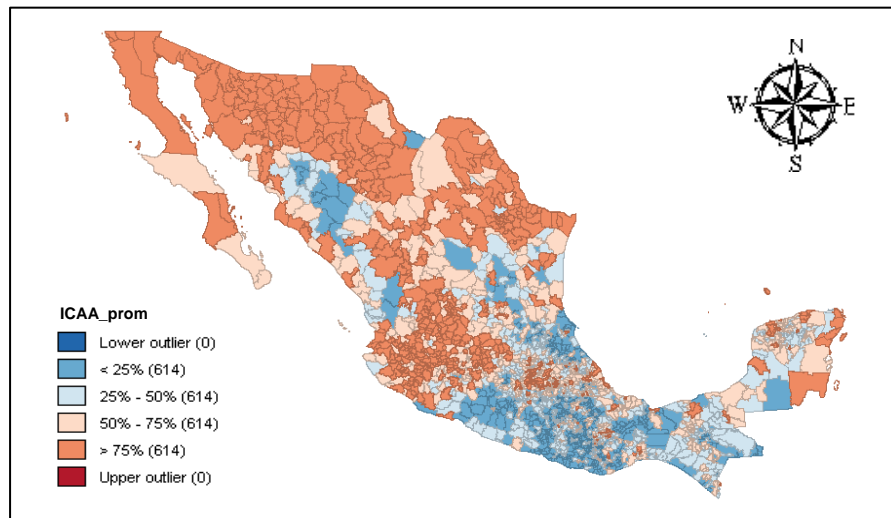 N
W E
S
ICAA_prom
Lower outlier (0)
< 25% (614)
25% - 50% (614)
50% - 75% (614)
> 75% (614)
Upper outlier (0)